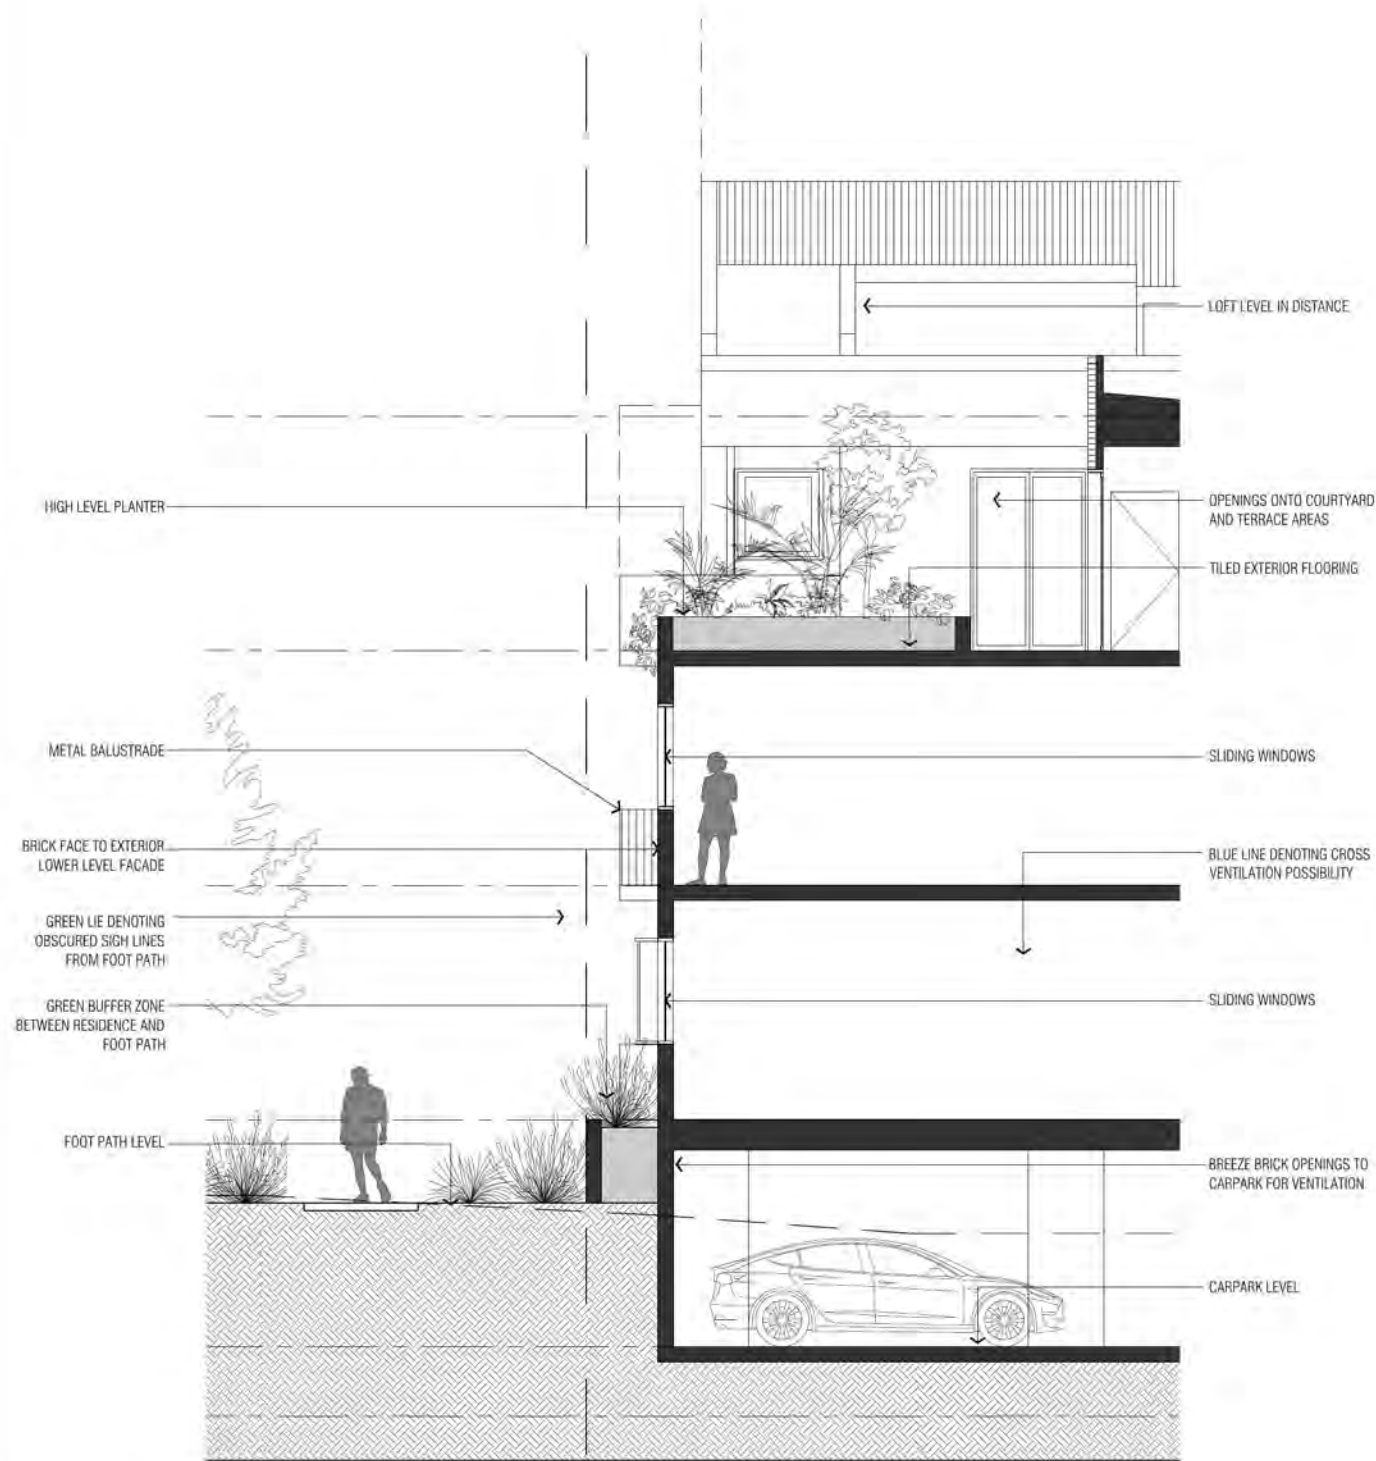 LOFT LEVEL IN DISTANCE
HIGH LEVEL PLANTER
OPENINGS ONTO COURTYARD
AND TERRACE AREAS
TILED EXTERIOR FLOORING
METAL BALUSTRADE
SLIDING WINDOWS
BRICK FACE TO EXTERIOR
LOWER LEVEL FACADE
BLUE LINE DENOTING CROSS
VENTILATION POSSIBILITY
GREEN LIE DENOTING
OBSCURED SIGH LINES
FROM FOOT PATH
GREEN BUFFER ZONE
BETWEEN RESIDENCE AND
FOOT PATH
SLIDING WINDOWS
FOOT PATH LEVEL
BREEZE BRICK OPENINGS TO
CARPARK FOR VENTILATION
CARPARK LEVEL